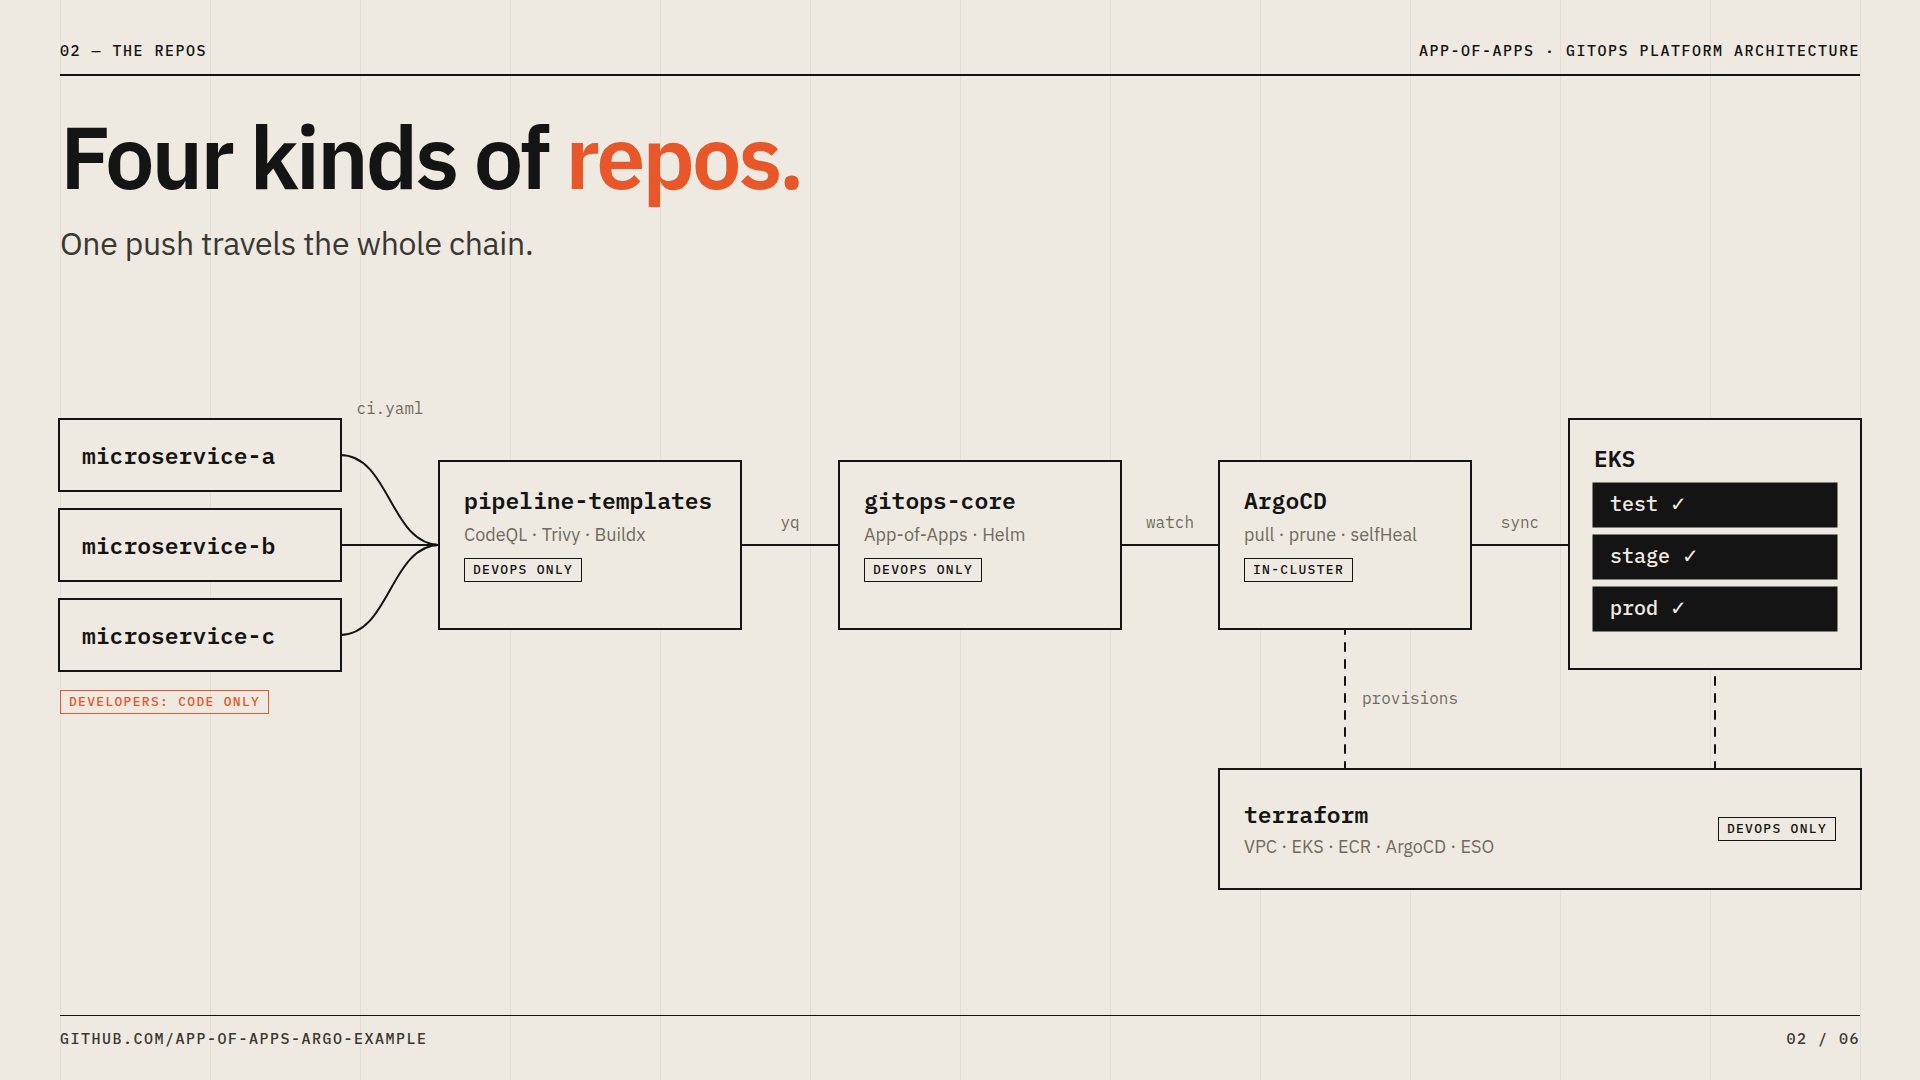 02 — THE REPOS
APP-OF-APPS · GITOPS PLATFORM ARCHITECTURE
Four kinds of repos.
One push travels the whole chain.
ci.yaml
microservice-a
microservice-b
microservice-c
DEVELOPERS: CODE ONLY
pipeline-templates
CodeQL · Trivy · Buildx
DEVOPS ONLY
yq
gitops-core
App-of-Apps · Helm
DEVOPS ONLY
watch
ArgoCD
pull · prune · selfHeal
IN-CLUSTER
sync
EKS
test ✓
stage ✓
prod ✓
provisions
terraform
VPC · EKS · ECR · ArgoCD · ESO
DEVOPS ONLY
GITHUB.COM/APP-OF-APPS-ARGO-EXAMPLE
02 / 06